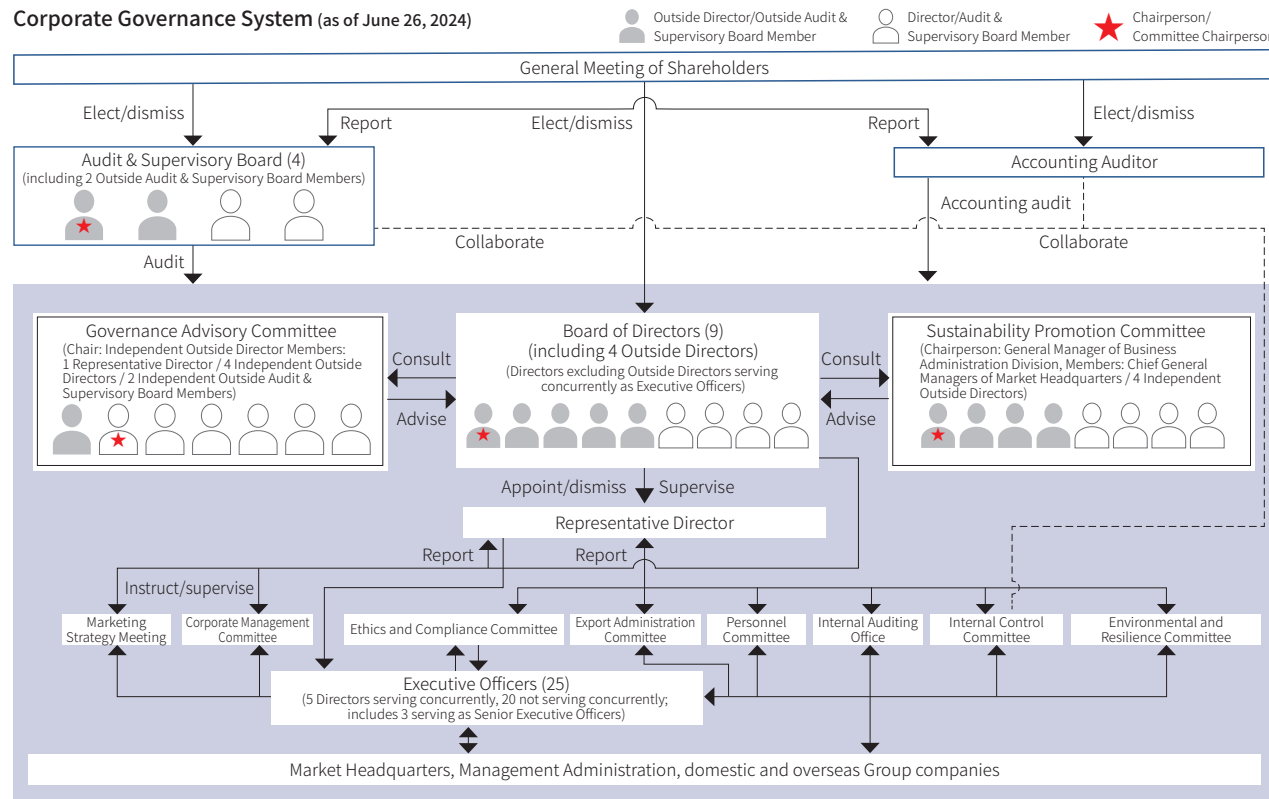 Corporate Governance System (as of June 26, 2024)
Outside Director/Outside Audit &
Supervisory Board Member
Director/Audit &
Supervisory Board Member
Chairperson/
Committee Chairperson
General Meeting of Shareholders
Elect/dismiss
Report
Elect/dismiss
Report
Elect/dismiss
Audit & Supervisory Board (4)
(including 2 Outside Audit & Supervisory Board Members)
Accounting Auditor
Accounting audit
Collaborate
Collaborate
Audit
Governance Advisory Committee
(Chair: Independent Outside Director Members:
1 Representative Director / 4 Independent Outside
Directors / 2 Independent Outside Audit &
Supervisory Board Members)
Consult
Advise
Board of Directors (9)
(including 4 Outside Directors)
(Directors excluding Outside Directors serving
concurrently as Executive Officers)
Consult
Advise
Sustainability Promotion Committee
(Chairperson: General Manager of Business
Administration Division, Members: Chief General
Managers of Market Headquarters / 4 Independent
Outside Directors)
Appoint/dismiss
Supervise
Representative Director
Report
Report
Instruct/supervise
Marketing
Strategy Meeting
Corporate Management
Committee
Ethics and Compliance Committee
Export Administration
Committee
Personnel
Committee
Internal Auditing
Office
Internal Control
Committee
Environmental and
Resilience Committee
Executive Officers (25)
(5 Directors serving concurrently, 20 not serving concurrently;
includes 3 serving as Senior Executive Officers)
Market Headquarters, Management Administration, domestic and overseas Group companies